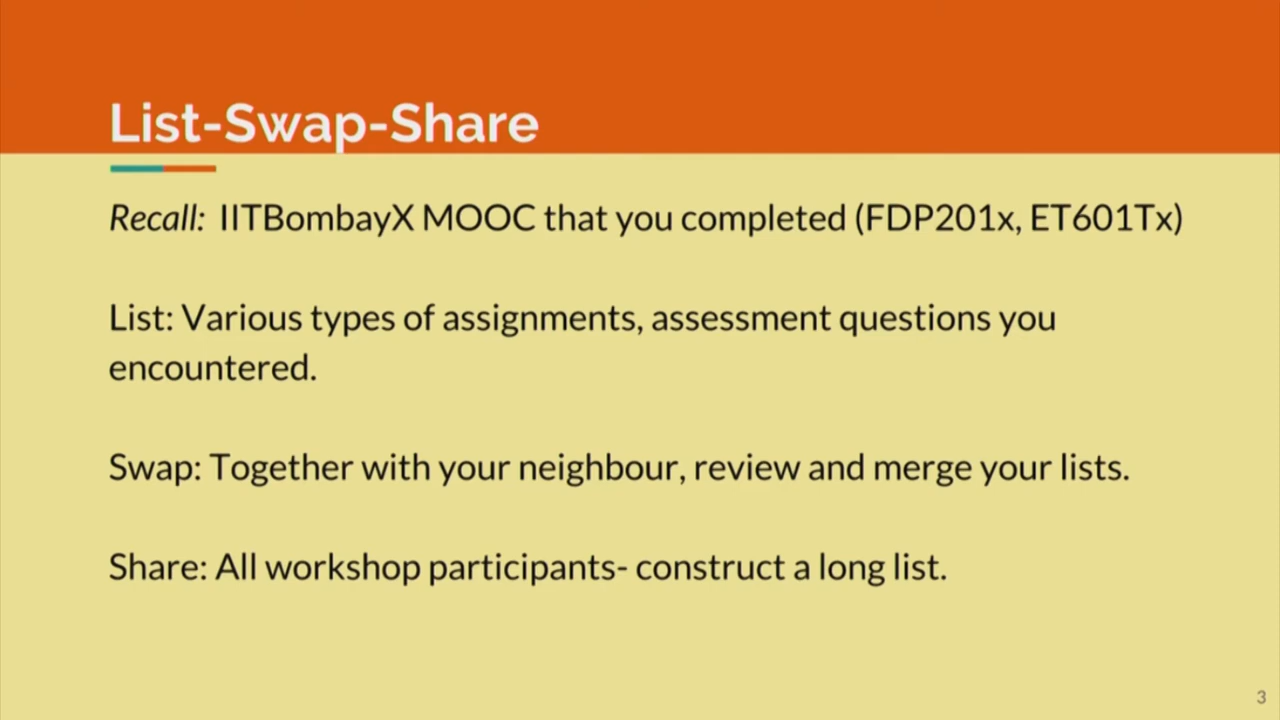 List-Swap-Share
Recall: IITBombayX MOOC that you completed (FDP201x, ET601Tx)
List: Various types of assignments, assessment questions you
encountered.
Swap: Together with your neighbour, review and merge your lists.
Share: All workshop participants- construct a long list.
3